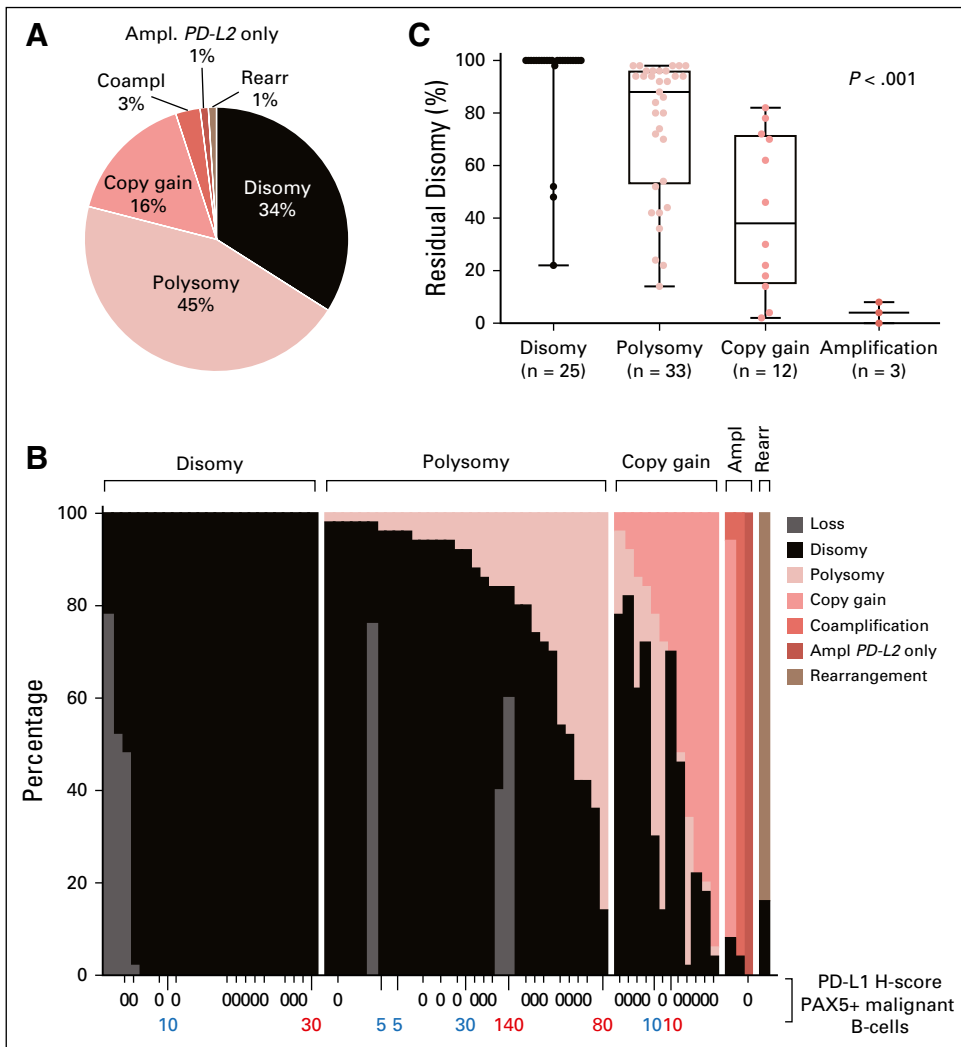 A
Ampl. PD-L2 only
1%
Coampl
3%
Rearr
1%
Copy gain
16%
Disomy
34%
Polysomy
45%
C
Residual Disomy (%)
100
80
60
40
20
0
P < .001
Disomy
(n = 25)
Polysomy
(n = 33)
Copy gain
(n = 12)
Amplification
(n = 3)
B
Disomy
Polysomy
Copy gain
Ampl
Rearr
Percentage
100
80
60
40
20
0
Loss
Disomy
Polysomy
Copy gain
Coamplification
Ampl PD-L2 only
Rearrangement
00 0 0 000000 000 0 0 0 0 000 000 00000 0000 0 00000 0
10 30 5 5 30 140 80 10 10
PD-L1 H-score
PAX5+ malignant
B-cells